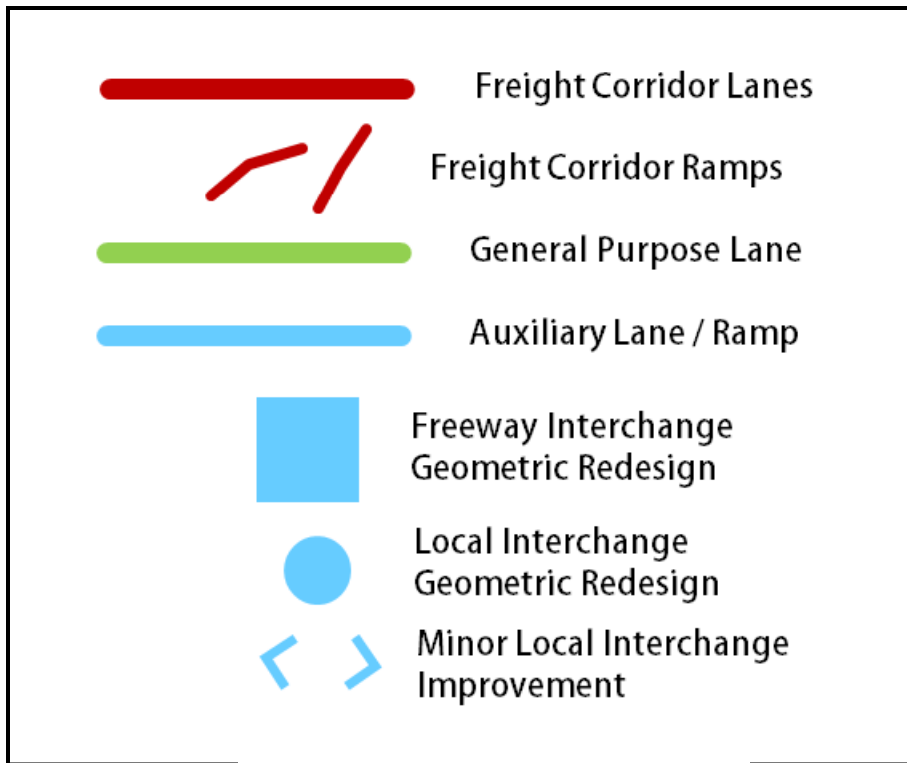 Freight Corridor Lanes
Freight Corridor Ramps
General Purpose Lane
Auxiliary Lane / Ramp
Freeway Interchange
Geometric Redesign
Local Interchange
Geometric Redesign
Minor Local Interchange
Improvement